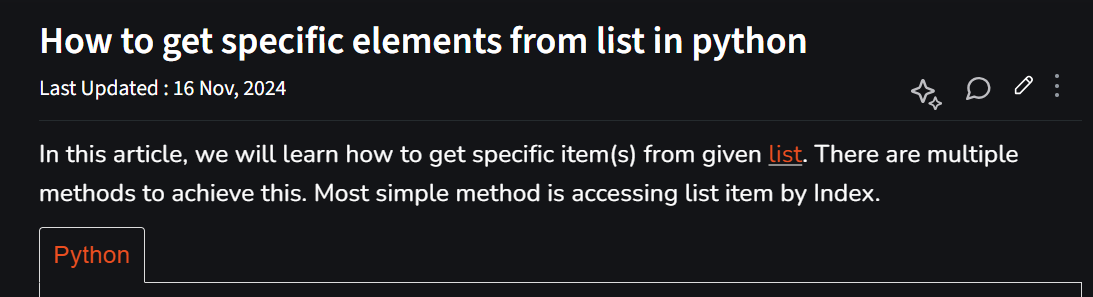 How to get specific elements from list in python
Last Updated : 16 Nov, 2024
In this article, we will learn how to get specific item(s) from given list. There are multiple
methods to achieve this. Most simple method is accessing list item by Index.
Python